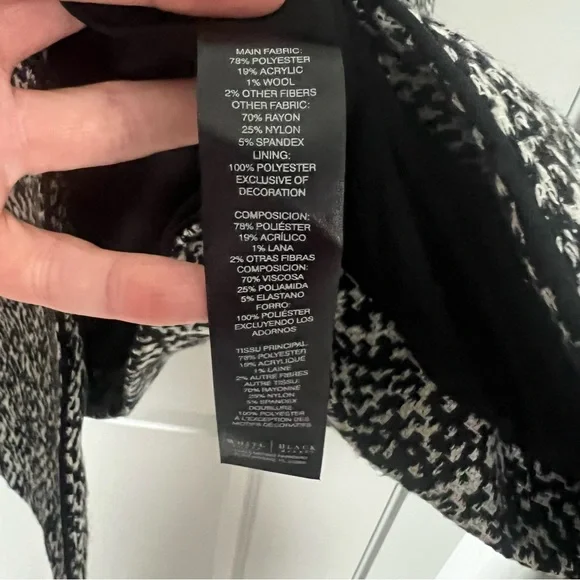 MAIN FABRIC:
78% POLYESTER
19% ACRYLIC
1% WOOL
2% OTHER FIBERS
OTHER FABRIC:
70% RAYON
25% NYLON
5% SPANDEX
LINING:
100% POLYESTER
EXCLUSIVE OF
DECORATION
COMPOSICION:
78% POLIÉSTER
19% ACRÍLICO
1% LANA
2% OTRAS FIBRAS
COMPOSICION:
70% VISCOSA
25% POLIAMIDA
5% ELASTANO
FORRO:
100% POLIÉSTER
EXCLUYENDO LOS
ADORNOS
TISSU PRINCIPAL:
78% POLYESTER
19% ACRYLIQUE
1% LAINE
2% AUTRE FIBRES
AUTRE TISSU:
70% RAYONNE
25% NYLON
5% SPANDEX
DOUBLURE:
100% POLYESTER
À L'EXCEPTION DES
MOTIFS DÉCORATIFS
WHITE | BLACK